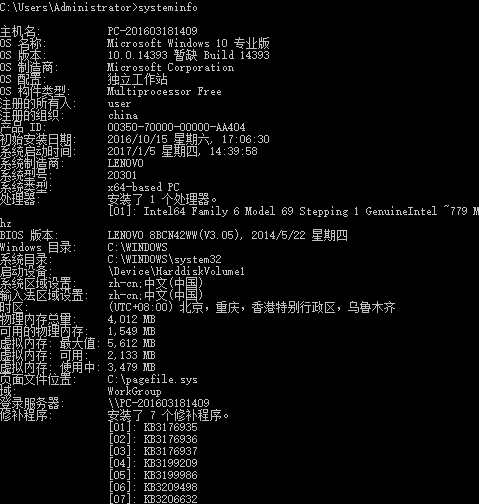 C:\Users\Administrator>systeminfo
主机名: PC-201603181409
OS 名称: Microsoft Windows 10 专业版
OS 版本: 10.0.14393 暂缺 Build 14393
OS 制造商: Microsoft Corporation
OS 配置: 独立工作站
OS 构件类型: Multiprocessor Free
注册的所有人: user
注册的组织: china
产品 ID: 00350-70000-00000-AA404
初始安装日期: 2016/10/15 星期六, 17:06:30
系统启动时间: 2017/1/5 星期四, 14:39:58
系统制造商: LENOVO
系统型号: 20301
系统类型: x64-based PC
处理器: 安装了 1 个处理器。
[01]: Intel64 Family 6 Model 69 Stepping 1 GenuineIntel ~779 M
hz
BIOS 版本: LENOVO 8BCN42WW(V3.05), 2014/5/22 星期四
Windows 目录: C:\WINDOWS
系统目录: C:\WINDOWS\system32
启动设备: \Device\HarddiskVolume1
系统区域设置: zh-cn;中文(中国)
输入法区域设置: zh-cn;中文(中国)
时区: (UTC+08:00) 北京，重庆，香港特别行政区，乌鲁木齐
物理内存总量: 4,012 MB
可用的物理内存: 1,549 MB
虚拟内存: 最大值: 5,612 MB
虚拟内存: 可用: 2,133 MB
虚拟内存: 使用中: 3,479 MB
页面文件位置: C:\pagefile.sys
域: WorkGroup
登录服务器: \\PC-201603181409
修补程序: 安装了 7 个修补程序。
[01]: KB3176935
[02]: KB3176936
[03]: KB3176937
[04]: KB3199209
[05]: KB3199986
[06]: KB3209498
[07]: KB3206632